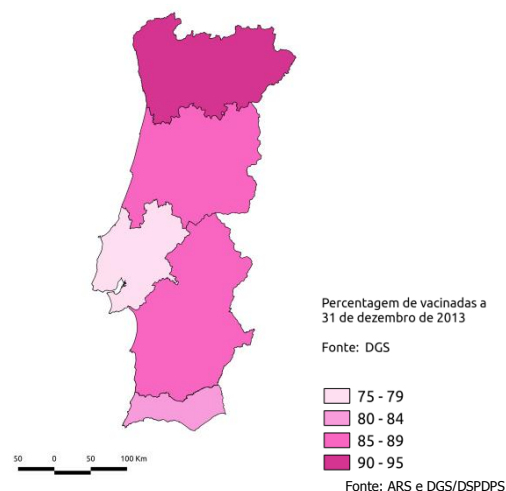 Percentagem de vacinadas a
31 de dezembro de 2013
Fonte: DGS
75 - 79
80 - 84
85 - 89
90 - 95
50 0 50 100 Km
Fonte: ARS e DGS/DSPDPS